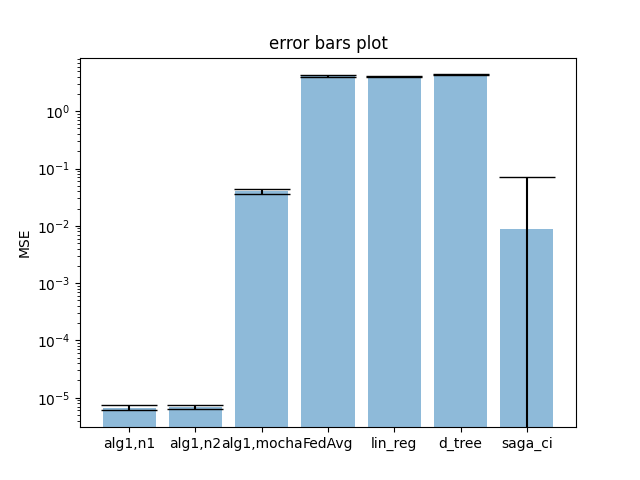 error bars plot
MSE
10⁰
10⁻¹
10⁻²
10⁻³
10⁻⁴
10⁻⁵
alg1,n1 alg1,n2 alg1,mocha FedAvg lin_reg d_tree saga_ci